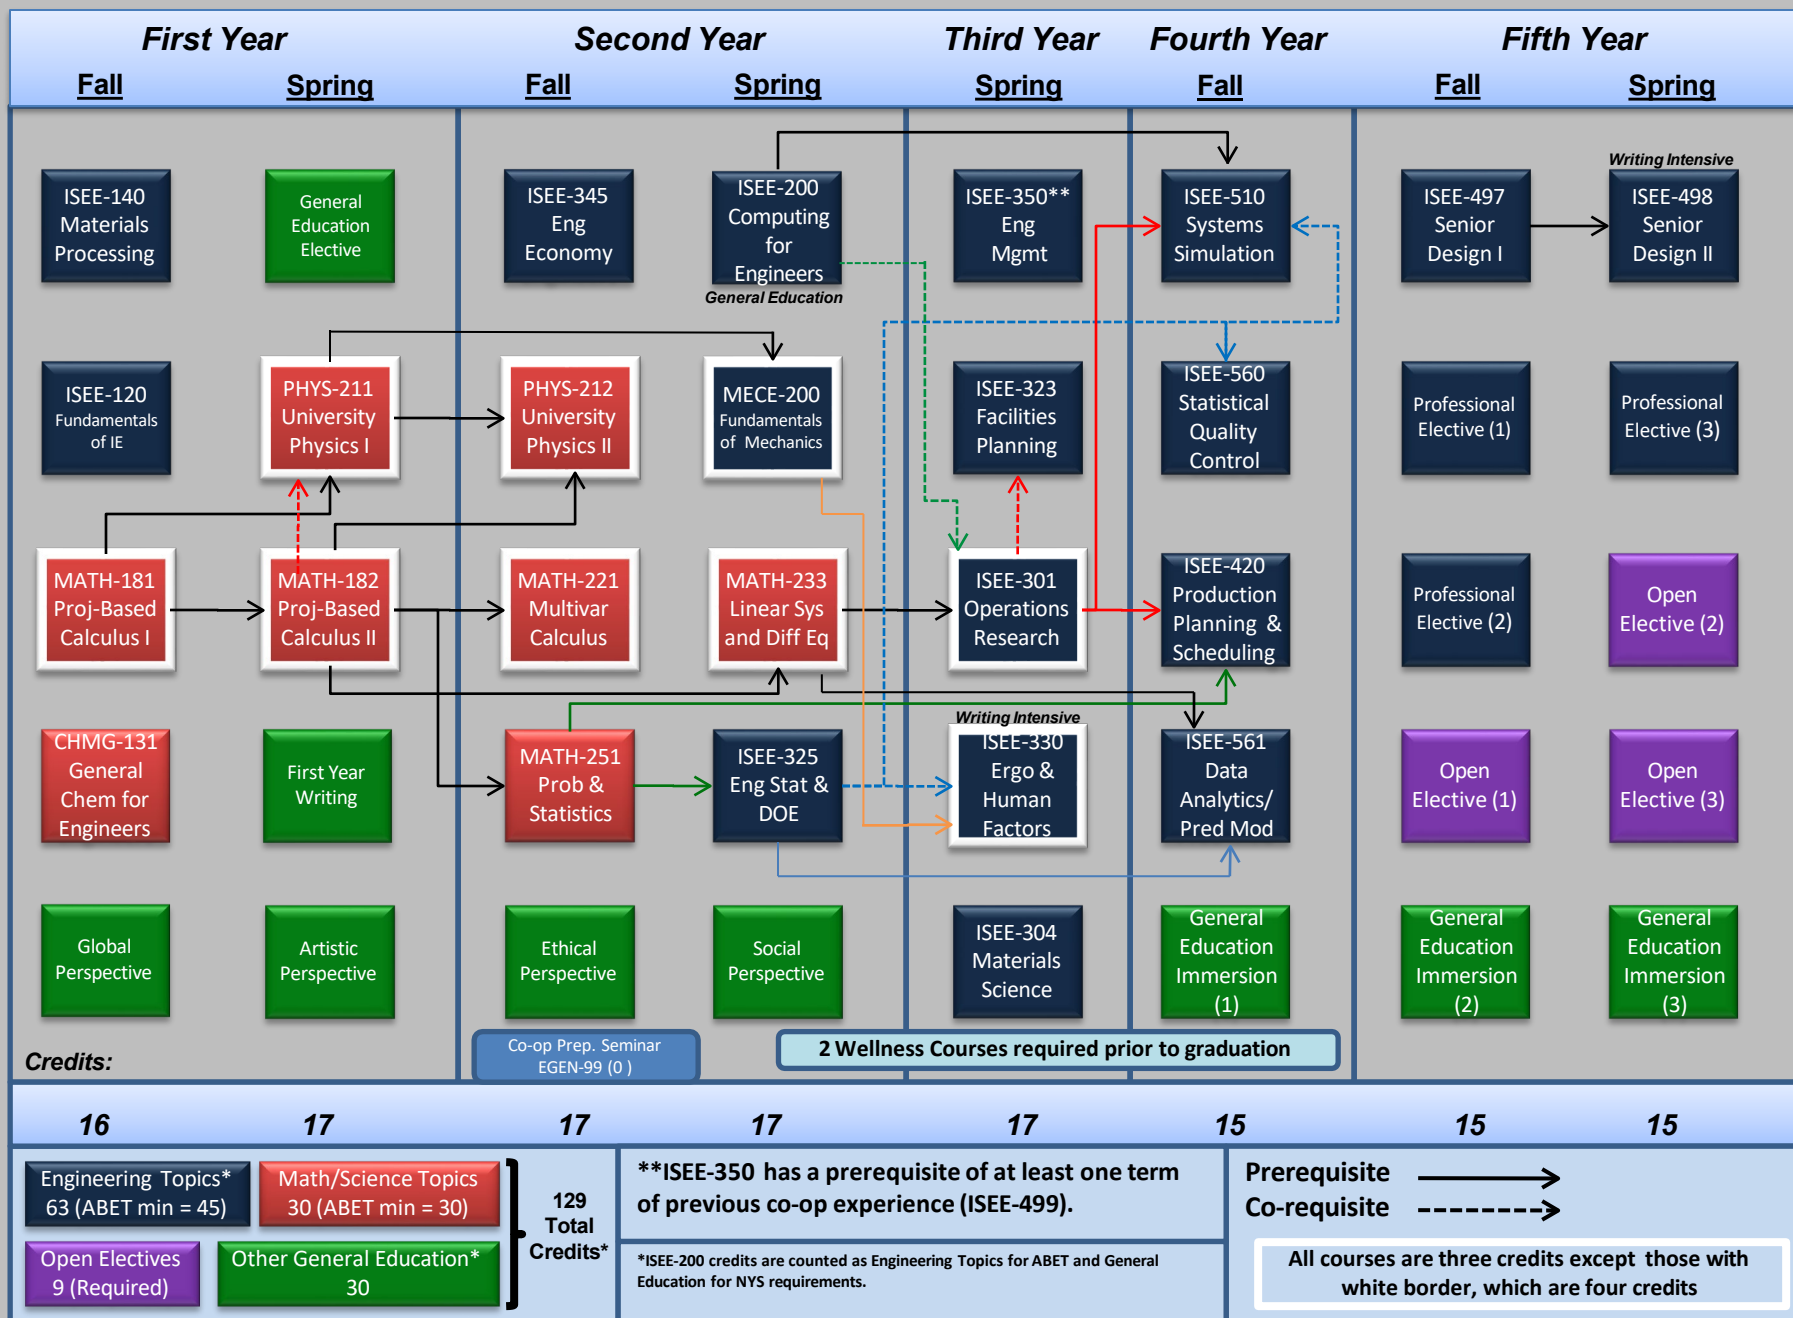 First Year
Second Year
Third Year
Fourth Year
Fifth Year
Fall
Spring
Fall
Spring
Spring
Fall
Fall
Spring
ISEE-140
Materials
Processing
General
Education
Elective
ISEE-345
Eng
Economy
ISEE-200
Computing
for
Engineers
General Education
ISEE-350**
Eng
Mgmt
ISEE-510
Systems
Simulation
ISEE-497
Senior
Design I
Writing Intensive
ISEE-498
Senior
Design II
ISEE-120
Fundamentals
of IE
PHYS-211
University
Physics I
PHYS-212
University
Physics II
MECE-200
Fundamentals
of Mechanics
ISEE-323
Facilities
Planning
ISEE-560
Statistical
Quality
Control
Professional
Elective (1)
Professional
Elective (3)
MATH-181
Proj-Based
Calculus I
MATH-182
Proj-Based
Calculus II
MATH-221
Multivar
Calculus
MATH-233
Linear Sys
and Diff Eq
ISEE-301
Operations
Research
ISEE-420
Production
Planning &
Scheduling
Professional
Elective (2)
Open
Elective (2)
CHMG-131
General
Chem for
Engineers
First Year
Writing
MATH-251
Prob &
Statistics
ISEE-325
Eng Stat &
DOE
Writing Intensive
ISEE-330
Ergo &
Human
Factors
ISEE-561
Data
Analytics/
Pred Mod
Open
Elective (1)
Open
Elective (3)
Global
Perspective
Artistic
Perspective
Ethical
Perspective
Social
Perspective
ISEE-304
Materials
Science
General
Education
Immersion
(1)
General
Education
Immersion
(2)
General
Education
Immersion
(3)
Credits:
Co-op Prep. Seminar
EGEN-99 (0 )
2 Wellness Courses required prior to graduation
16
17
17
17
17
15
15
15
Engineering Topics*
63 (ABET min = 45)
Math/Science Topics
30 (ABET min = 30)
Open Electives
9 (Required)
Other General Education*
30
129
Total
Credits*
**ISEE-350 has a prerequisite of at least one term
of previous co-op experience (ISEE-499).
*ISEE-200 credits are counted as Engineering Topics for ABET and General
Education for NYS requirements.
Prerequisite
Co-requisite
All courses are three credits except those with
white border, which are four credits